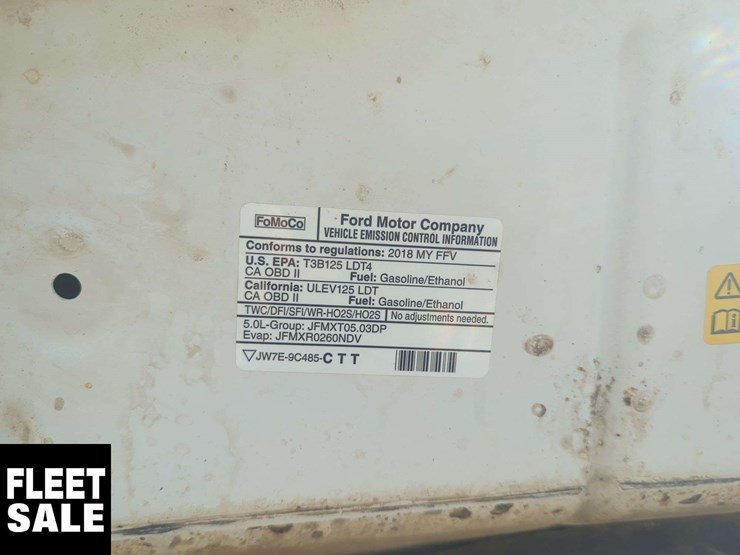 FoMoCo
Ford Motor Company
VEHICLE EMISSION CONTROL INFORMATION
Conforms to regulations: 2018 MY FFV
U.S. EPA: T3B125 LDT4
CA OBD II Fuel: Gasoline/Ethanol
California: ULEV125 LDT
CA OBD II Fuel: Gasoline/Ethanol
TWC/DFI/SFI/WR-HO2S/HO2S No adjustments needed.
5.0L-Group: JFMXT05.03DP
Evap: JFMXR0260NDV
JW7E-9C485-CTT
FLEET
SALE